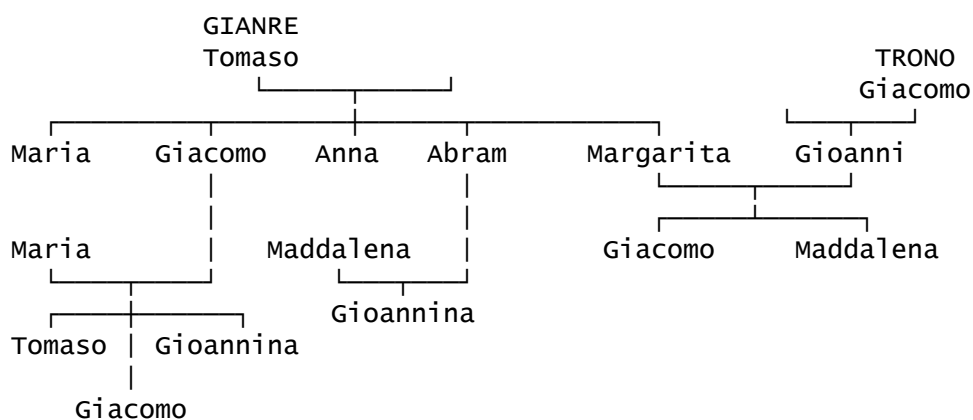 GIANRE
Tomaso TRONO
Giacomo
Maria Giacomo Anna Abram Margarita Gioanni
Maria Maddalena Giacomo Maddalena
Gioannina
Tomaso Gioannina
Giacomo